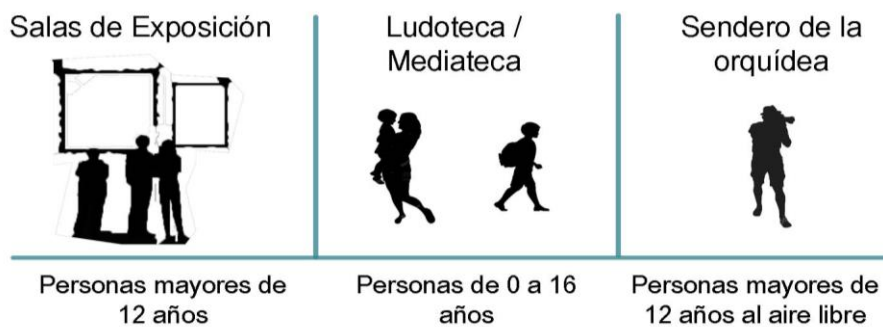 Salas de Exposición
Ludoteca /
Mediateca
Sendero de la
orquídea
Personas mayores de
12 años
Personas de 0 a 16
años
Personas mayores de
12 años al aire libre